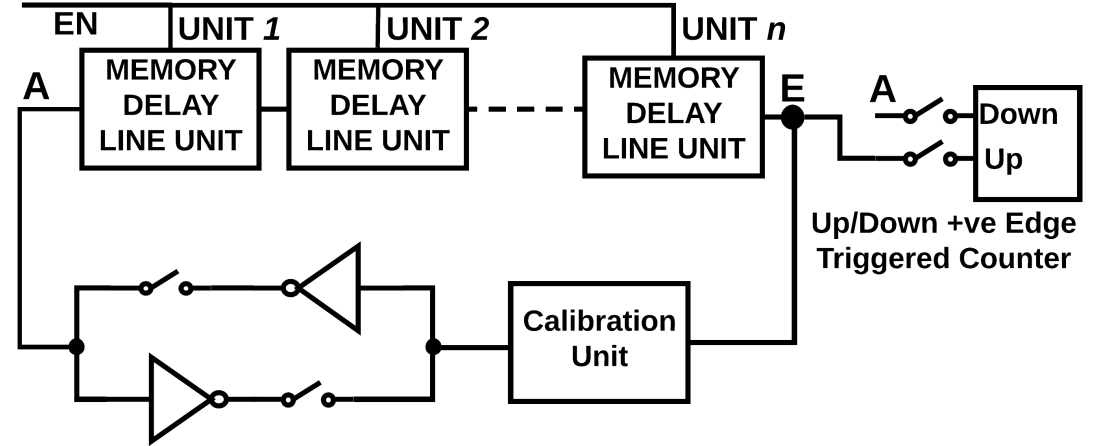 EN
UNIT 1
UNIT 2
UNIT n
A
MEMORY
DELAY
LINE UNIT
MEMORY
DELAY
LINE UNIT
MEMORY
DELAY
LINE UNIT
E
A
Down
Up
Up/Down +ve Edge
Triggered Counter
Calibration
Unit